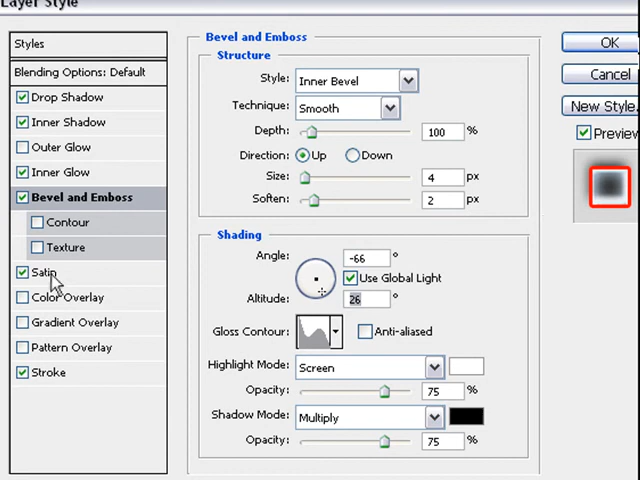 Layer Style
Styles
Blending Options: Default
Drop Shadow
Inner Shadow
Outer Glow
Inner Glow
Bevel and Emboss
Contour
Texture
Satin
Color Overlay
Gradient Overlay
Pattern Overlay
Stroke
Bevel and Emboss
Structure
Style: Inner Bevel
Technique: Smooth
Depth: 100 %
Direction: Up Down
Size: 4 px
Soften: 2 px
Shading
Angle: -66 °
Use Global Light
Altitude: 26 °
Gloss Contour: Anti-aliased
Highlight Mode: Screen
Opacity: 75 %
Shadow Mode: Multiply
Opacity: 75 %
OK
Cancel
New Style.
Preview